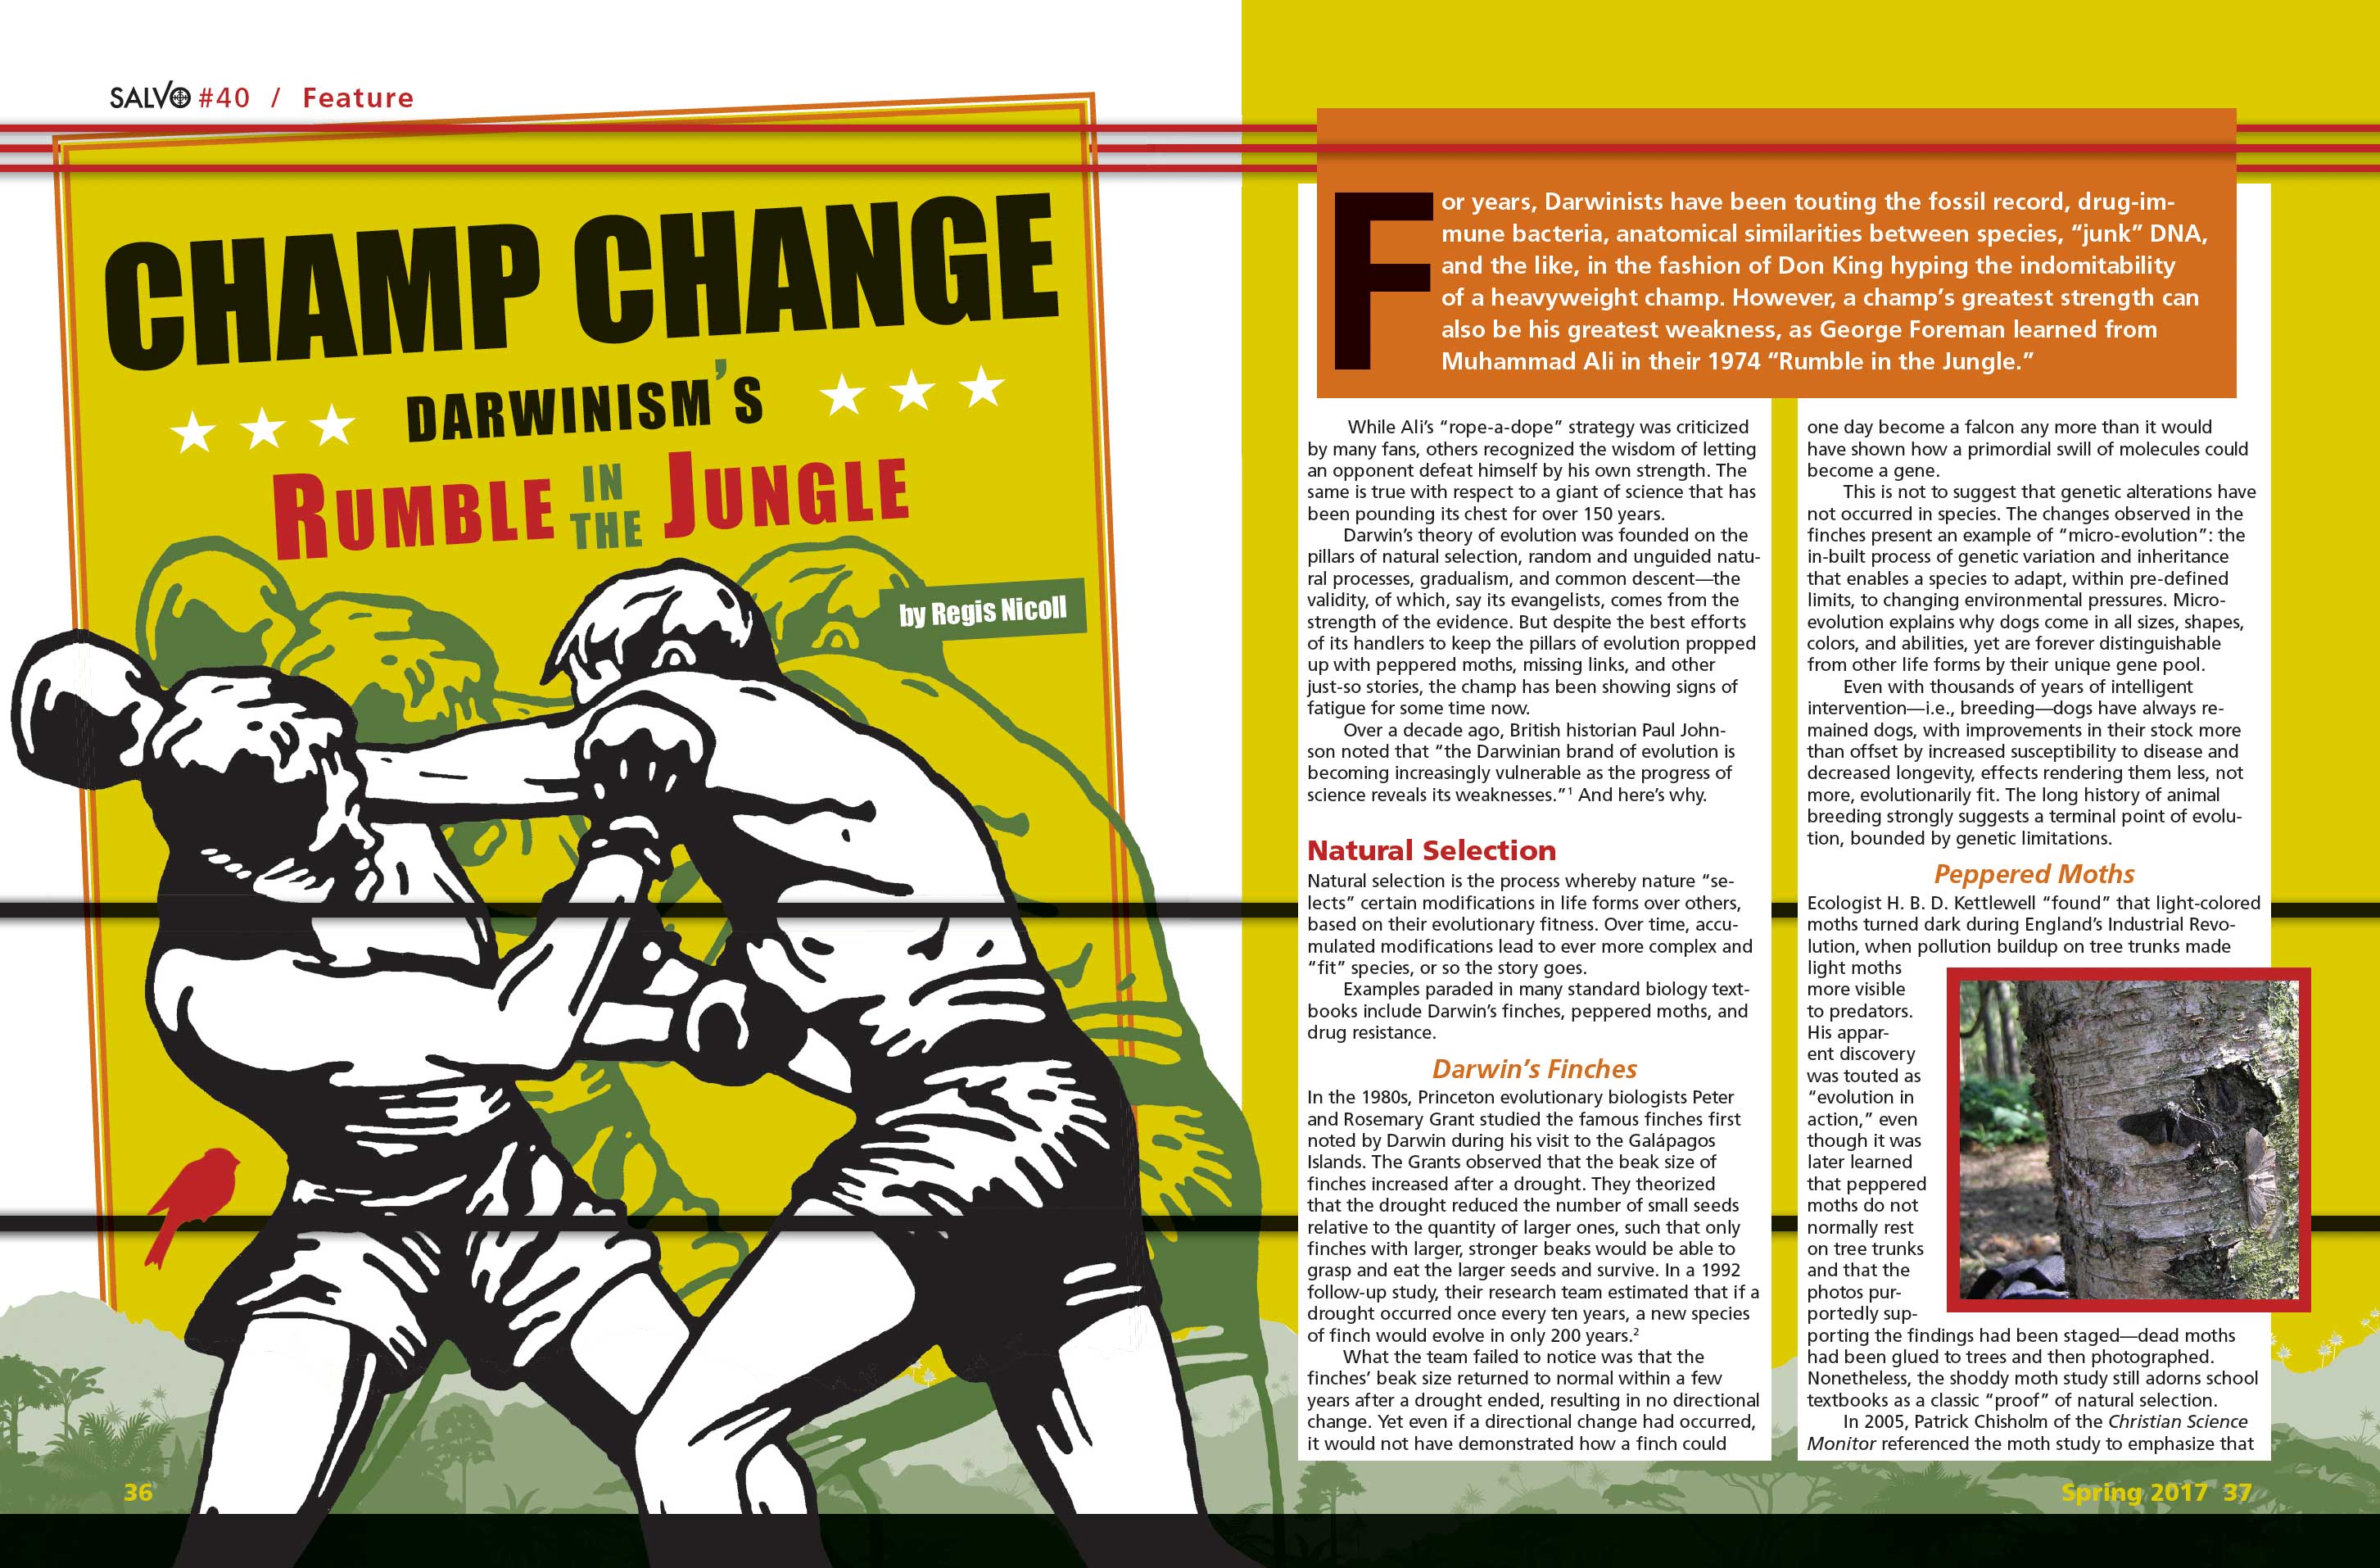 SALVO #40 / Feature
CHAMP CHANGE
DARWINISM'S
RUMBLE IN THE JUNGLE
by Regis Nicoll
36
For years, Darwinists have been touting the fossil record, drug-im-
mune bacteria, anatomical similarities between species, “junk” DNA,
and the like, in the fashion of Don King hyping the indomitability
of a heavyweight champ. However, a champ’s greatest strength can
also be his greatest weakness, as George Foreman learned from
Muhammad Ali in their 1974 “Rumble in the Jungle.”
While Ali’s “rope-a-dope” strategy was criticized
by many fans, others recognized the wisdom of letting
an opponent defeat himself by his own strength. The
same is true with respect to a giant of science that has
been pounding its chest for over 150 years.
Darwin’s theory of evolution was founded on the
pillars of natural selection, random and unguided natu-
ral processes, gradualism, and common descent—the
validity, of which, say its evangelists, comes from the
strength of the evidence. But despite the best efforts
of its handlers to keep the pillars of evolution propped
up with peppered moths, missing links, and other
just-so stories, the champ has been showing signs of
fatigue for some time now.
Over a decade ago, British historian Paul John-
son noted that “the Darwinian brand of evolution is
becoming increasingly vulnerable as the progress of
science reveals its weaknesses.”1 And here’s why.
Natural Selection
Natural selection is the process whereby nature “se-
lects” certain modifications in life forms over others,
based on their evolutionary fitness. Over time, accu-
mulated modifications lead to ever more complex and
“fit” species, or so the story goes.
Examples paraded in many standard biology text-
books include Darwin’s finches, peppered moths, and
drug resistance.
Darwin’s Finches
In the 1980s, Princeton evolutionary biologists Peter
and Rosemary Grant studied the famous finches first
noted by Darwin during his visit to the Galápagos
Islands. The Grants observed that the beak size of
finches increased after a drought. They theorized
that the drought reduced the number of small seeds
relative to the quantity of larger ones, such that only
finches with larger, stronger beaks would be able to
grasp and eat the larger seeds and survive. In a 1992
follow-up study, their research team estimated that if a
drought occurred once every ten years, a new species
of finch would evolve in only 200 years.2
What the team failed to notice was that the
finches’ beak size returned to normal within a few
years after a drought ended, resulting in no directional
change. Yet even if a directional change had occurred,
it would not have demonstrated how a finch could
one day become a falcon any more than it would
have shown how a primordial swill of molecules could
become a gene.
This is not to suggest that genetic alterations have
not occurred in species. The changes observed in the
finches present an example of “micro-evolution”: the
in-built process of genetic variation and inheritance
that enables a species to adapt, within pre-defined
limits, to changing environmental pressures. Micro-
evolution explains why dogs come in all sizes, shapes,
colors, and abilities, yet are forever distinguishable
from other life forms by their unique gene pool.
Even with thousands of years of intelligent
intervention—i.e., breeding—dogs have always re-
mained dogs, with improvements in their stock more
than offset by increased susceptibility to disease and
decreased longevity, effects rendering them less, not
more, evolutionarily fit. The long history of animal
breeding strongly suggests a terminal point of evolu-
tion, bounded by genetic limitations.
Peppered Moths
Ecologist H. B. D. Kettlewell “found” that light-colored
moths turned dark during England’s Industrial Revo-
lution, when pollution buildup on tree trunks made
light moths
more visible
to predators.
His appar-
ent discovery
was touted as
“evolution in
action,” even
though it was
later learned
that peppered
moths do not
normally rest
on tree trunks
and that the
photos pur-
portedly sup-
porting the findings had been staged—dead moths
had been glued to trees and then photographed.
Nonetheless, the shoddy moth study still adorns school
textbooks as a classic “proof” of natural selection.
In 2005, Patrick Chisholm of the Christian Science
Monitor referenced the moth study to emphasize that
Spring 2017 37